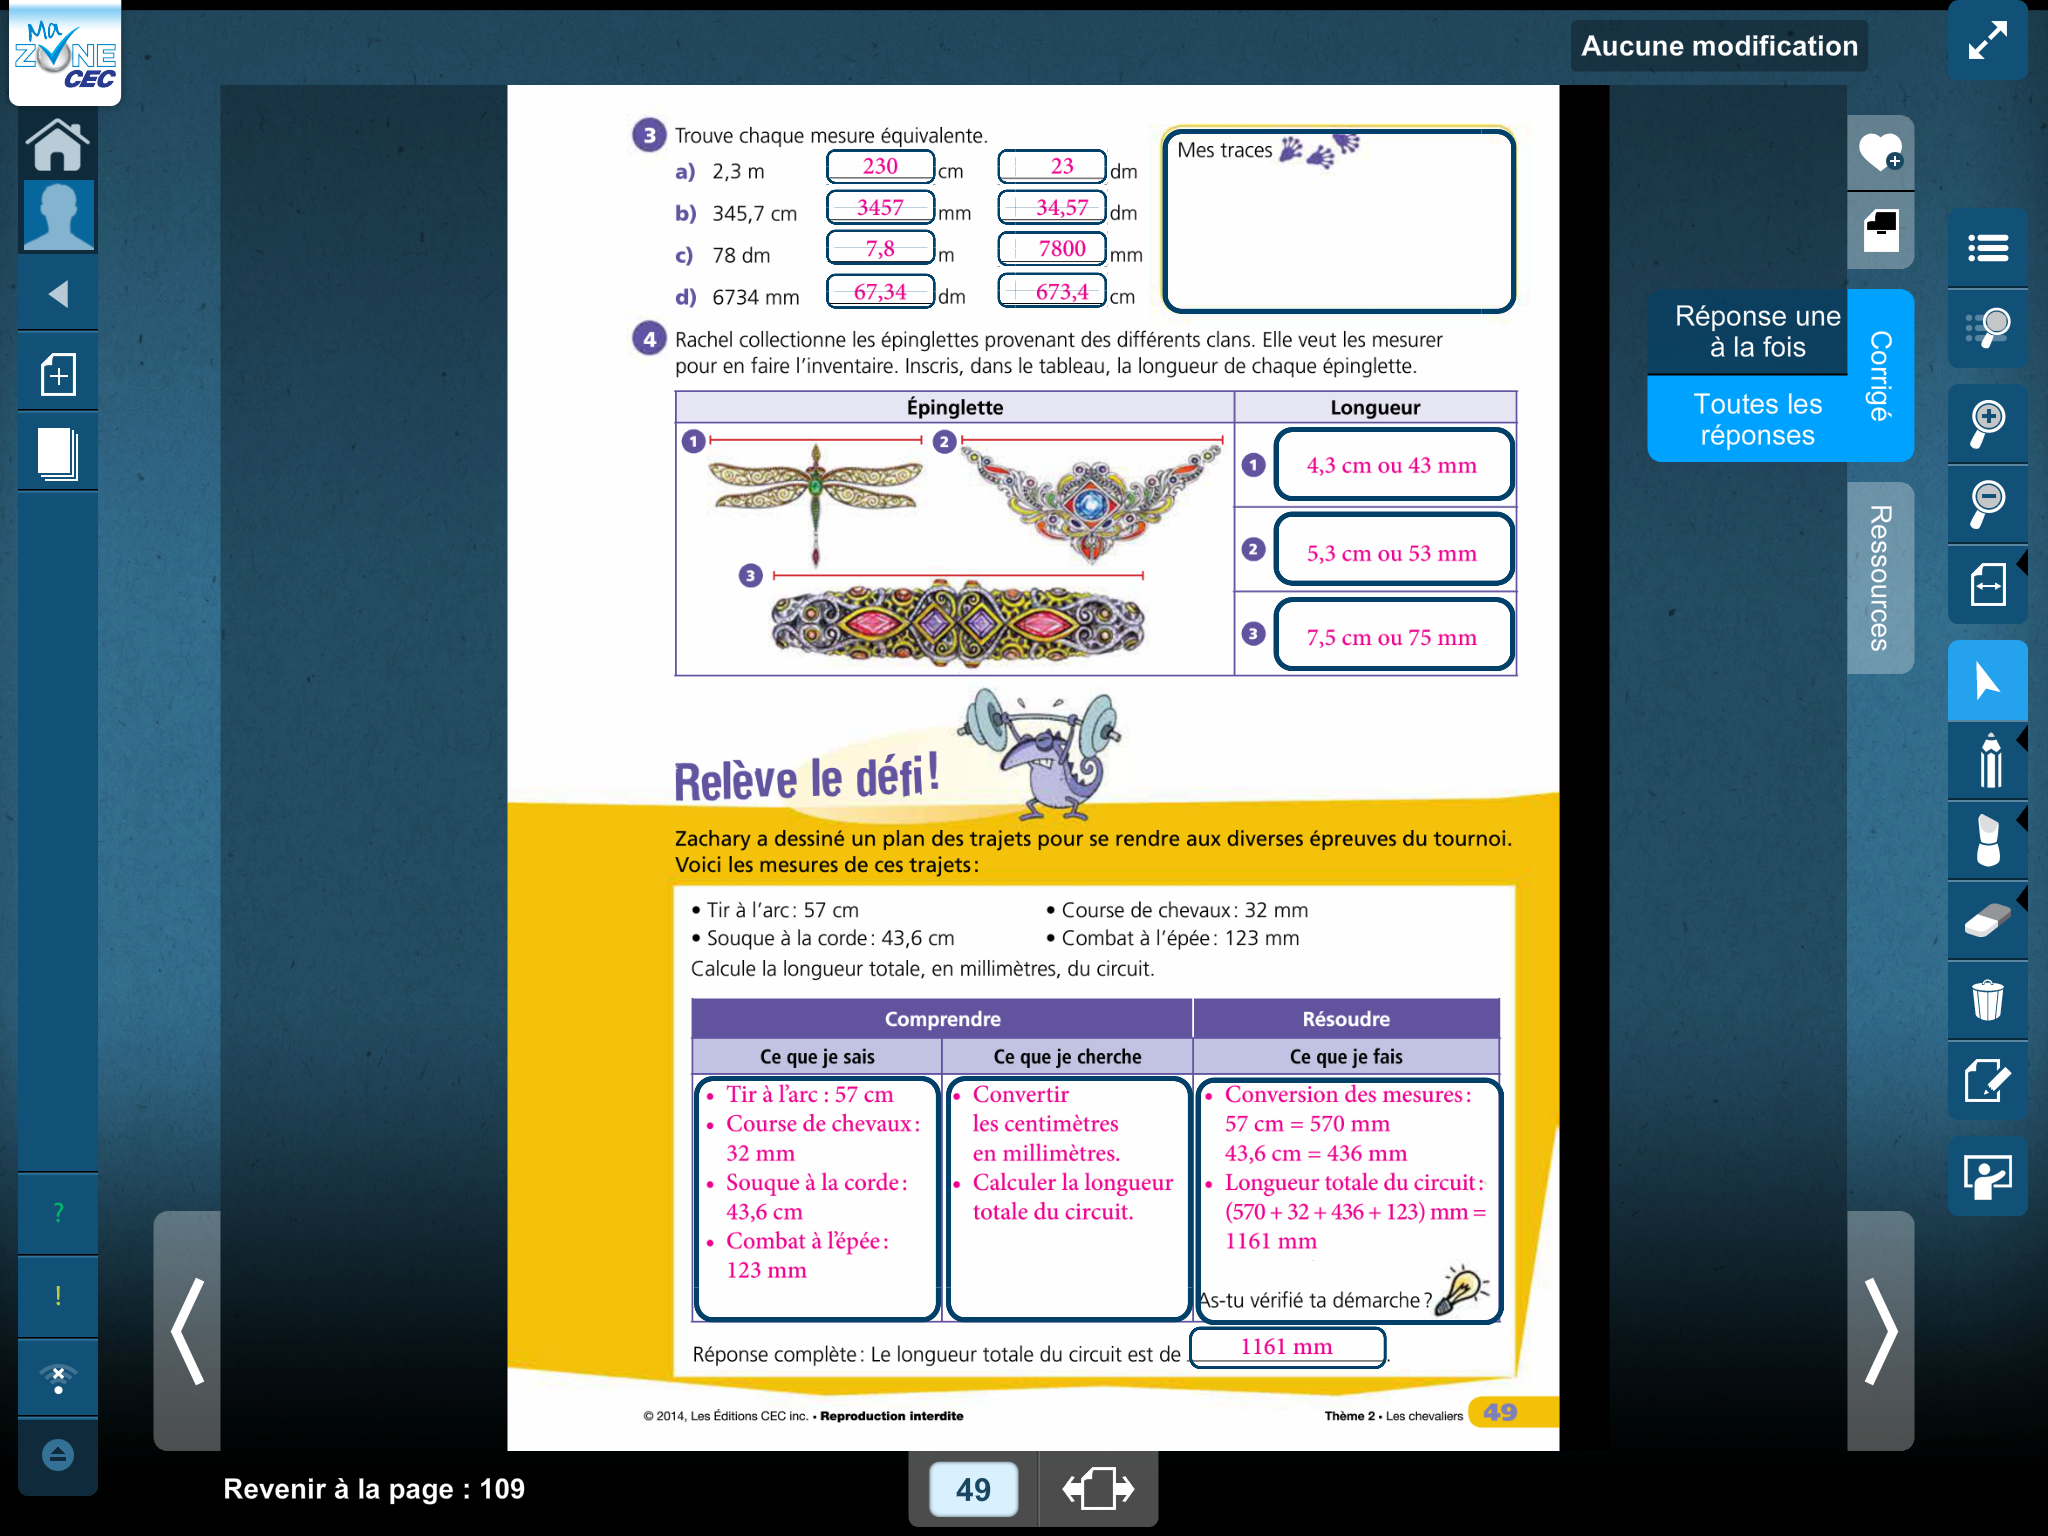 Ma
ZONE
CEC
Aucune modification
3 Trouve chaque mesure équivalente.
a) 2,3 m 230 cm 23 dm
b) 345,7 cm 3457 mm 34,57 dm
c) 78 dm 7,8 m 7800 mm
d) 6734 mm 67,34 dm 673,4 cm
Mes traces
4 Rachel collectionne les épinglettes provenant des différents clans. Elle veut les mesurer
pour en faire l'inventaire. Inscris, dans le tableau, la longueur de chaque épinglette.
Épinglette Longueur
1 2
3
1 4,3 cm ou 43 mm
2 5,3 cm ou 53 mm
3 7,5 cm ou 75 mm
Relève le défi!
Zachary a dessiné un plan des trajets pour se rendre aux diverses épreuves du tournoi.
Voici les mesures de ces trajets :
• Tir à l'arc : 57 cm • Course de chevaux : 32 mm
• Souque à la corde : 43,6 cm • Combat à l'épée : 123 mm
Calcule la longueur totale, en millimètres, du circuit.
Comprendre Résoudre
Ce que je sais Ce que je cherche Ce que je fais
• Tir à l'arc : 57 cm
• Course de chevaux :
32 mm
• Souque à la corde :
43,6 cm
• Combat à l'épée :
123 mm
• Convertir
les centimètres
en millimètres.
• Calculer la longueur
totale du circuit.
• Conversion des mesures :
57 cm = 570 mm
43,6 cm = 436 mm
• Longueur totale du circuit :
(570 + 32 + 436 + 123) mm =
1161 mm
As-tu vérifié ta démarche ?
Réponse complète : Le longueur totale du circuit est de 1161 mm.
© 2014, Les Éditions CEC inc. • Reproduction interdite
Thème 2 • Les chevaliers 49
Réponse une
à la fois
Toutes les
réponses
Corrigé
Ressources
?
!
Revenir à la page : 109
49